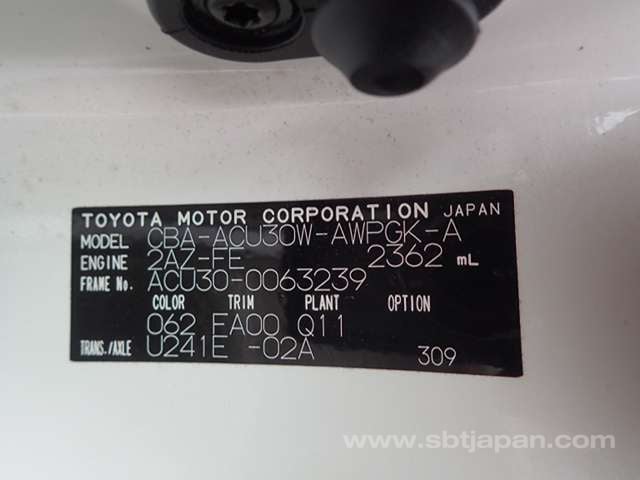 TOYOTA MOTOR CORPORATION JAPAN
MODEL CBA-ACU30W-AWPGK-A
ENGINE 2AZ-FE 2362 mL
FRAME No. ACU30-0063239
COLOR TRIM PLANT OPTION
062 FA00 Q11
TRANS./AXLE U241E -02A 309
www.sbtjapan.com